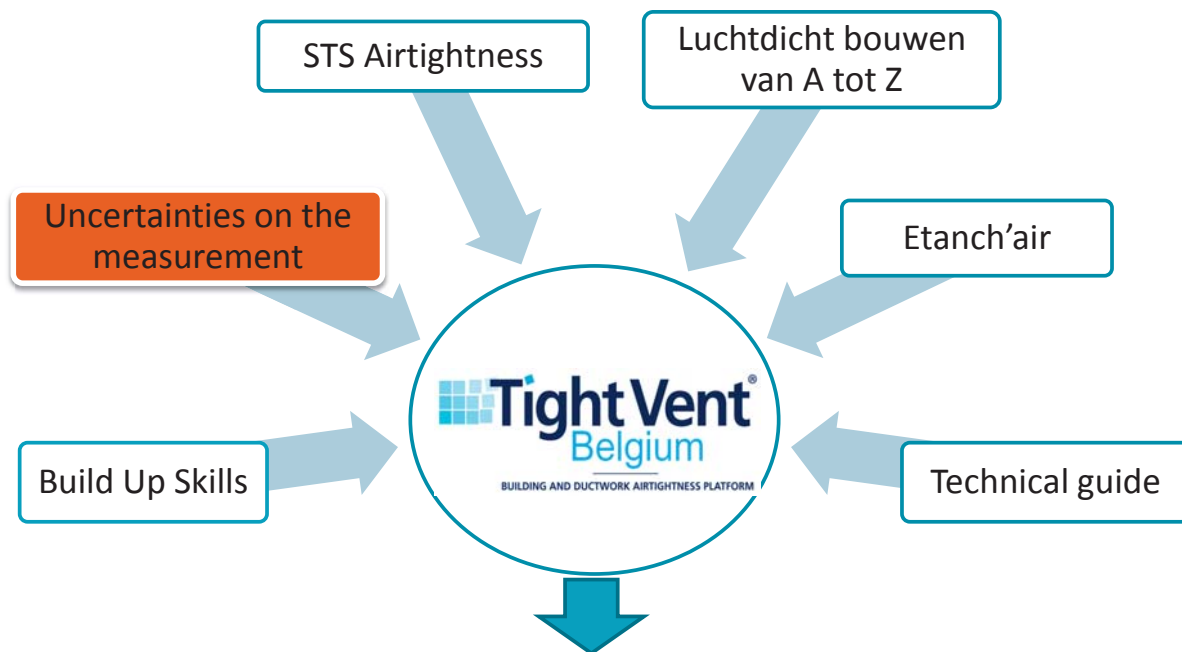 STS Airtightness
Luchtdicht bouwen
van A tot Z
Uncertainties on the
measurement
Etanch’air
Build Up Skills
TightVent®
Belgium
BUILDING AND DUCTWORK AIRTIGHTNESS PLATFORM
Technical guide